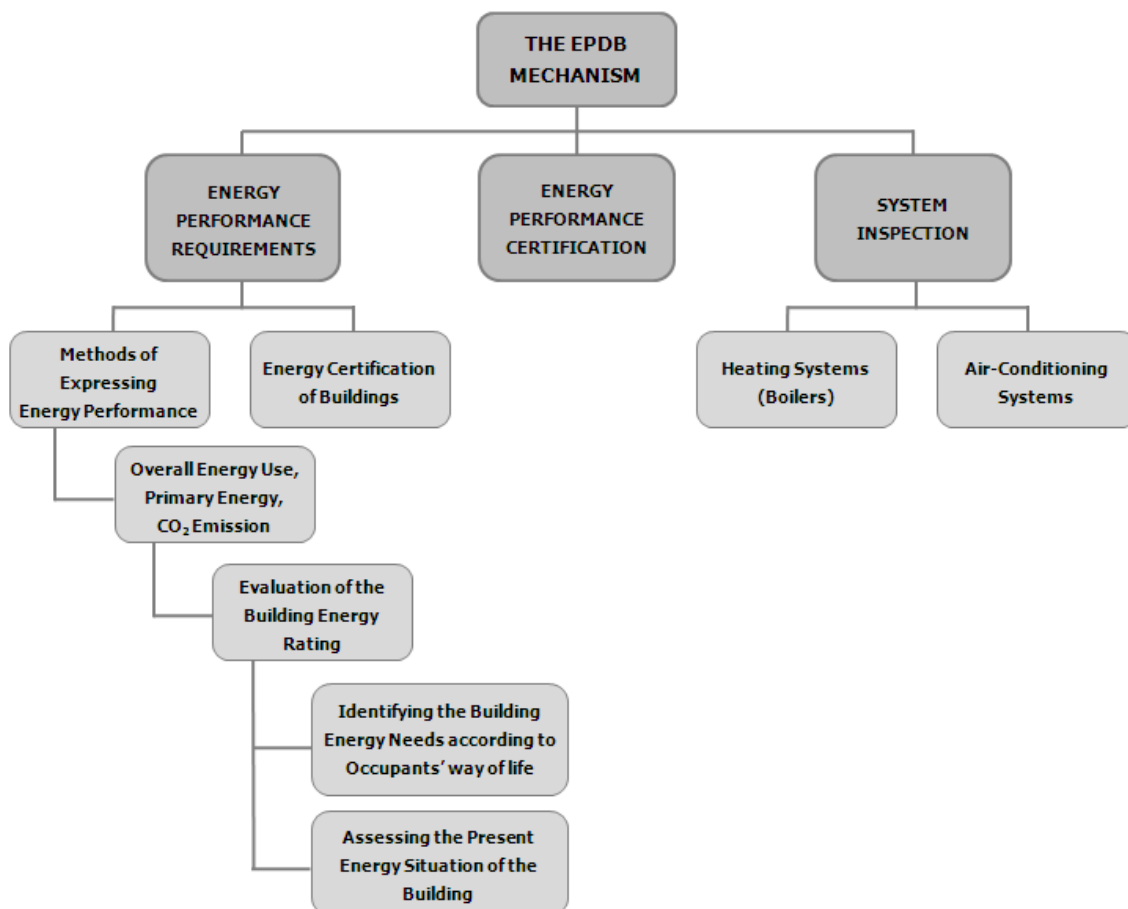 THE EPDB
MECHANISM
ENERGY
PERFORMANCE
REQUIREMENTS
ENERGY
PERFORMANCE
CERTIFICATION
SYSTEM
INSPECTION
Methods of
Expressing
Energy Performance
Energy Certification
of Buildings
Heating Systems
(Boilers)
Air-Conditioning
Systems
Overall Energy Use,
Primary Energy,
CO₂ Emission
Evaluation of the
Building Energy
Rating
Identifying the Building
Energy Needs according to
Occupants’ way of life
Assessing the Present
Energy Situation of the
Building